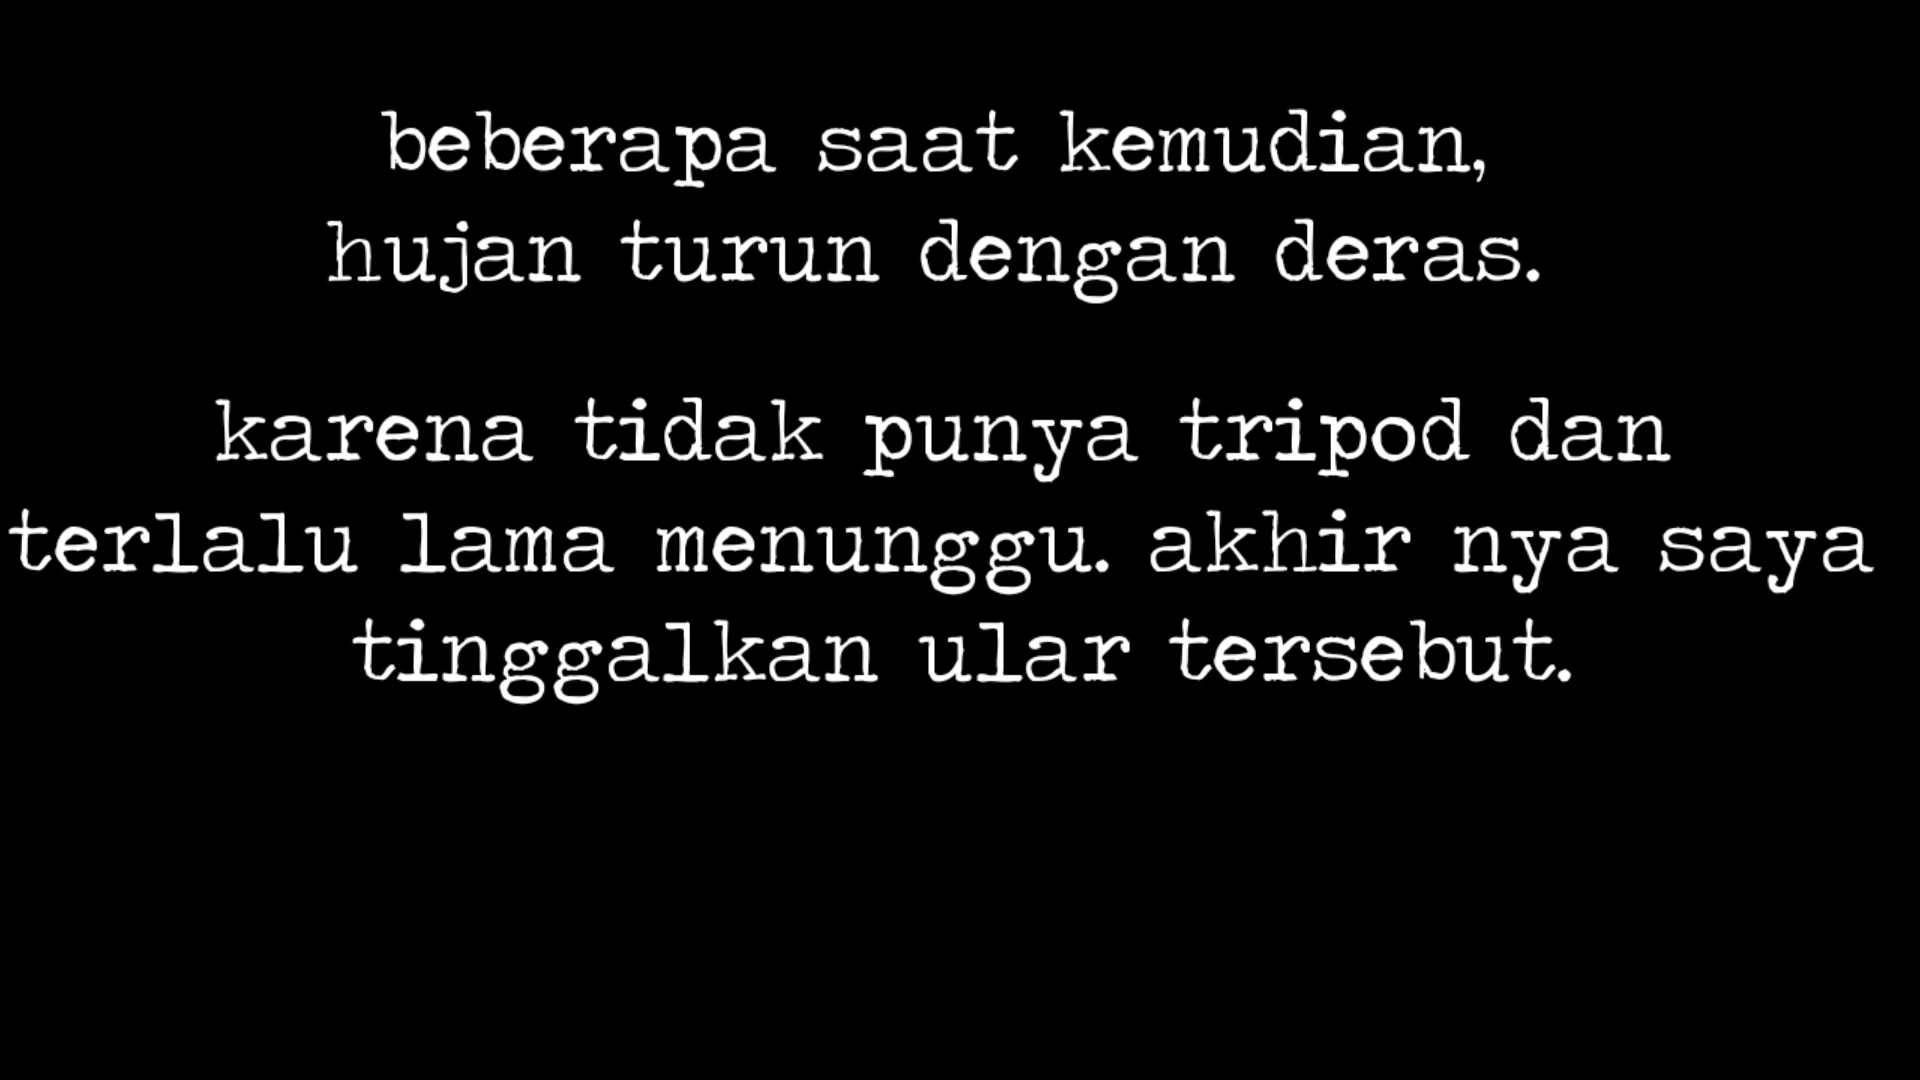 beberapa saat kemudian,
hujan turun dengan deras.
karena tidak punya tripod dan
terlalu lama menunggu. akhir nya saya
tinggalkan ular tersebut.